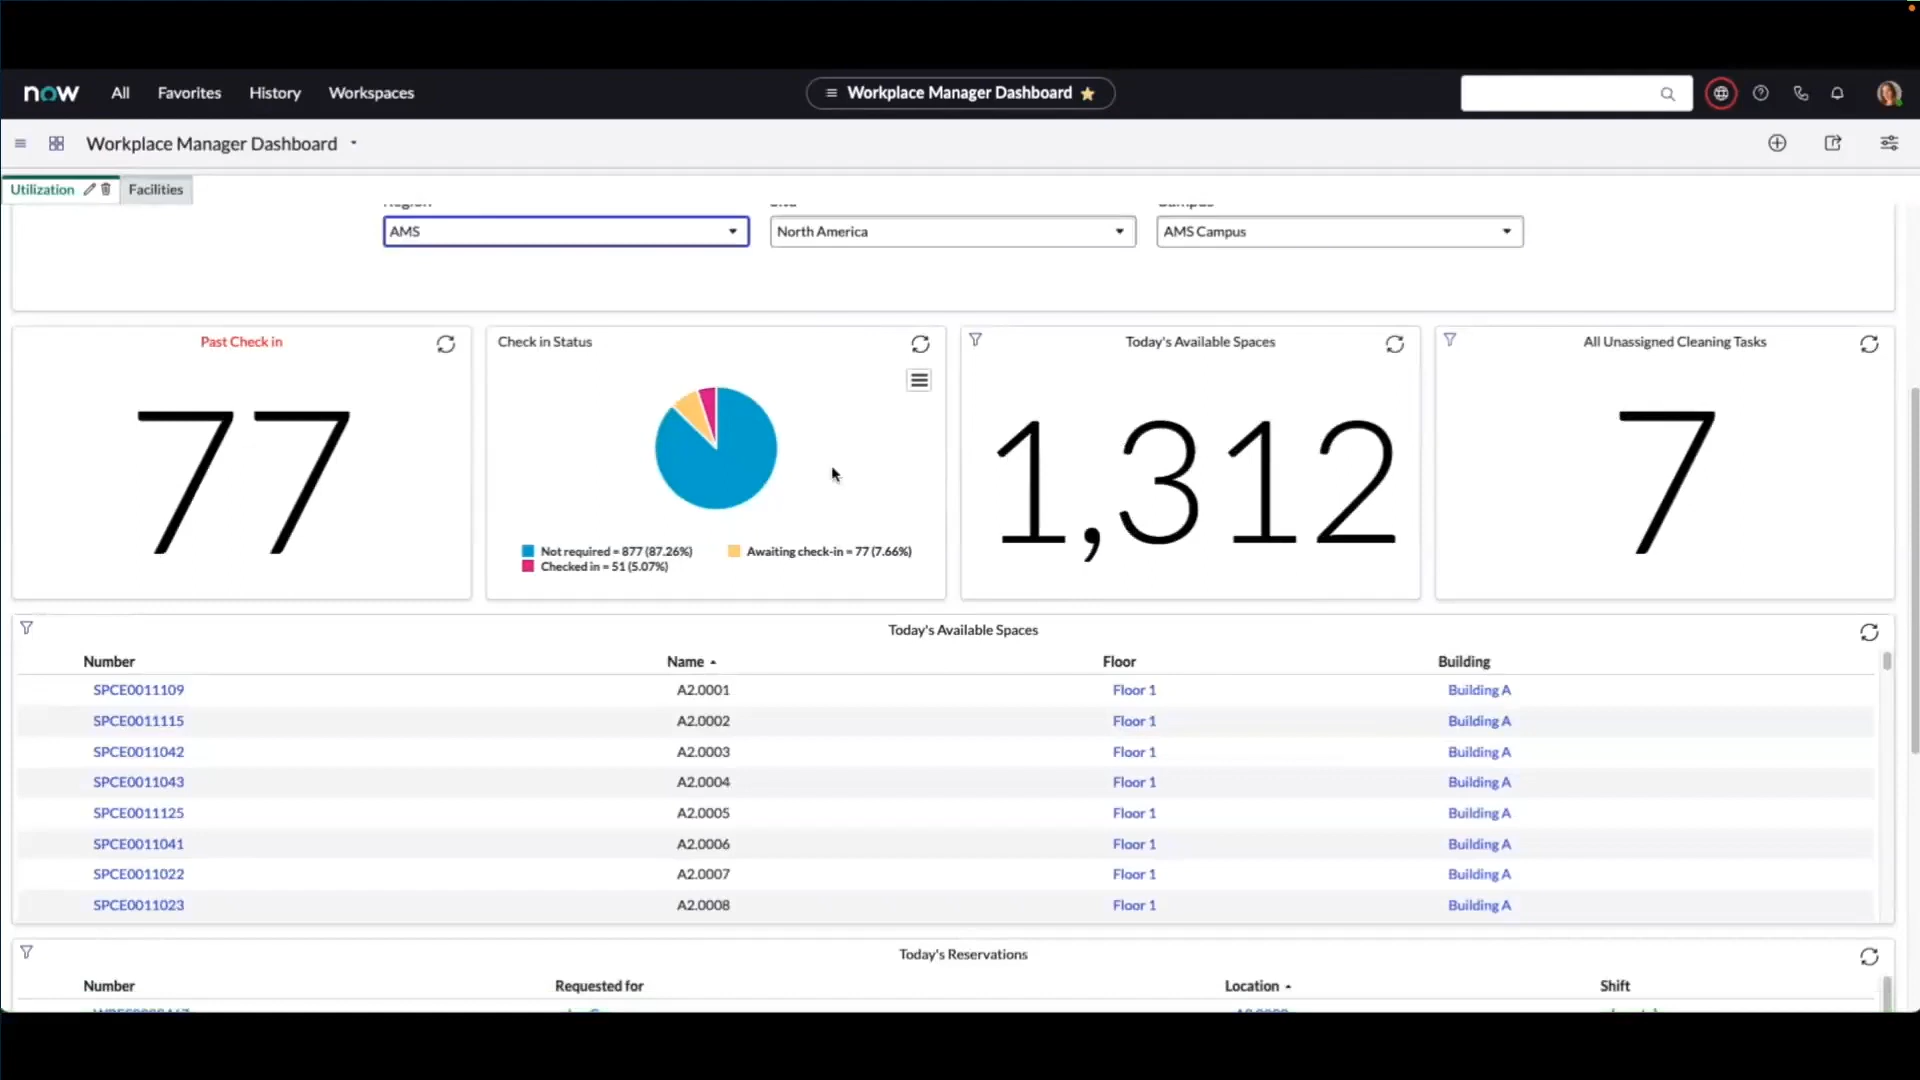 now All Favorites History Workspaces Workplace Manager Dashboard
Workplace Manager Dashboard
Utilization Facilities
AMS North America AMS Campus
Past Check in
77
Check in Status
Not required = 877 (87.26%) Awaiting check-in = 77 (7.66%)
Checked in = 51 (5.07%)
Today's Available Spaces
1,312
All Unassigned Cleaning Tasks
7
Today's Available Spaces
Number Name Floor Building
SPCE0011109 A2.0001 Floor 1 Building A
SPCE0011115 A2.0002 Floor 1 Building A
SPCE0011042 A2.0003 Floor 1 Building A
SPCE0011043 A2.0004 Floor 1 Building A
SPCE0011125 A2.0005 Floor 1 Building A
SPCE0011041 A2.0006 Floor 1 Building A
SPCE0011022 A2.0007 Floor 1 Building A
SPCE0011023 A2.0008 Floor 1 Building A
Today's Reservations
Number Requested for Location Shift